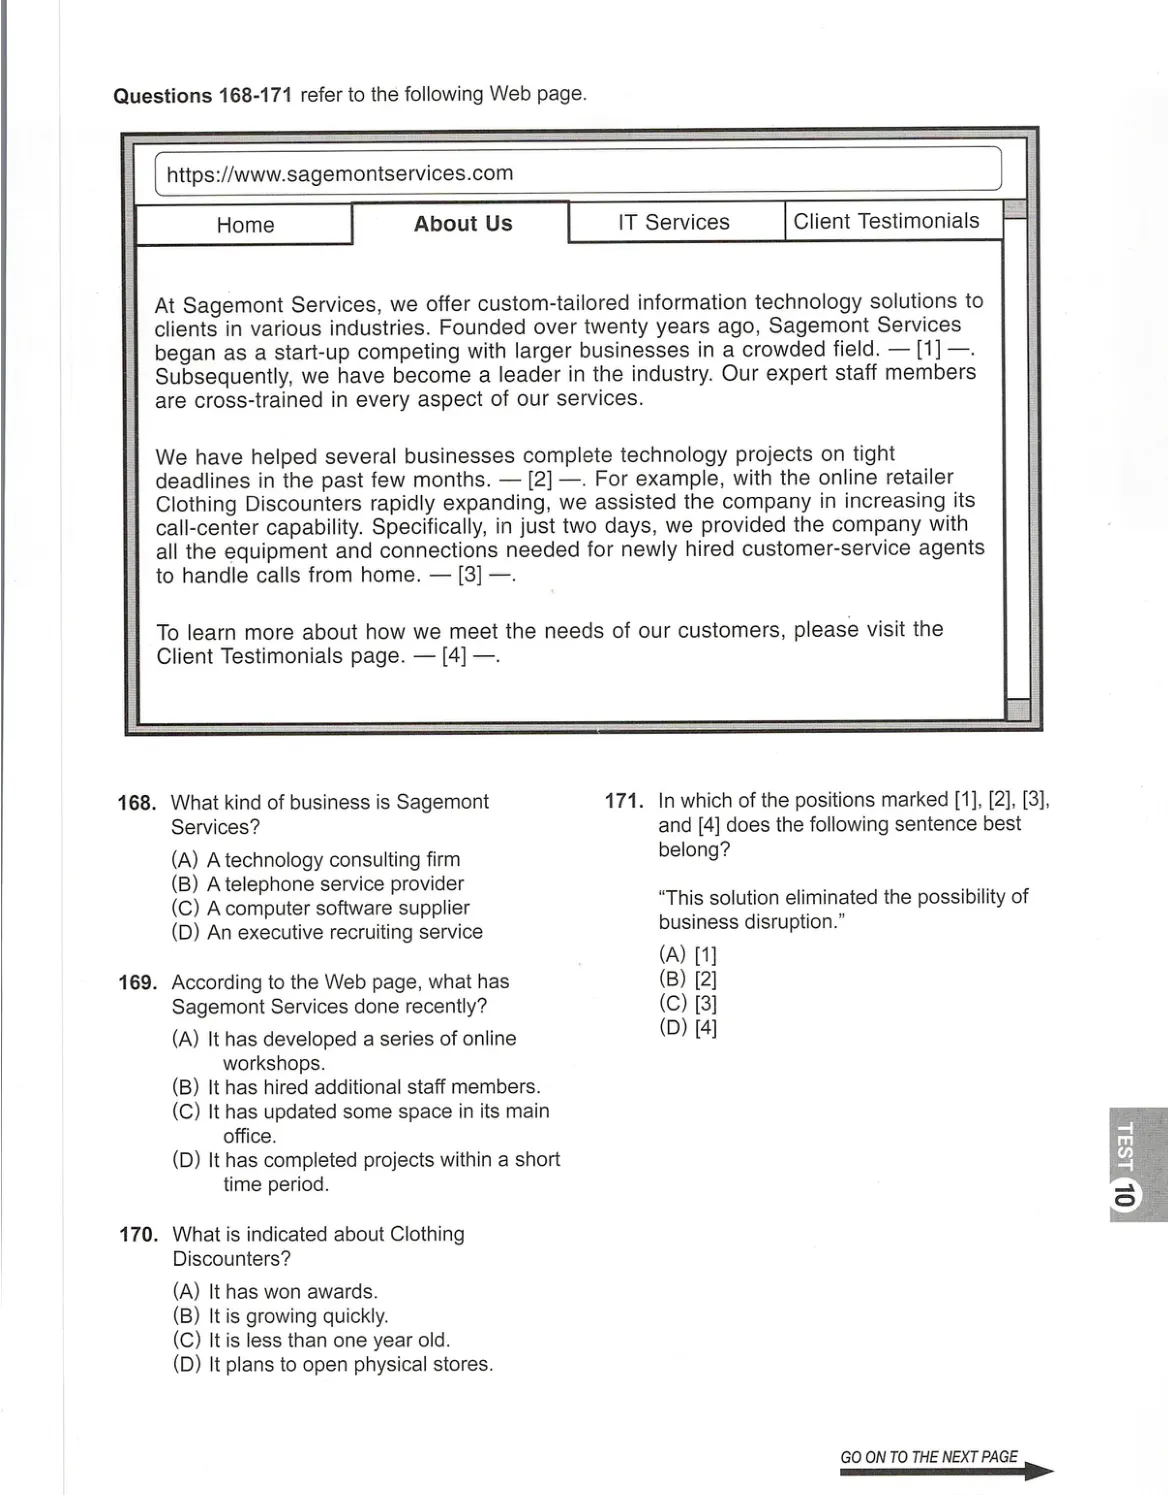 Questions 168-171 refer to the following Web page.
https://www.sagemontservices.com
Home
About Us
IT Services
Client Testimonials
At Sagemont Services, we offer custom-tailored information technology solutions to
clients in various industries. Founded over twenty years ago, Sagemont Services
began as a start-up competing with larger businesses in a crowded field. — [1] —.
Subsequently, we have become a leader in the industry. Our expert staff members
are cross-trained in every aspect of our services.
We have helped several businesses complete technology projects on tight
deadlines in the past few months. — [2] —. For example, with the online retailer
Clothing Discounters rapidly expanding, we assisted the company in increasing its
call-center capability. Specifically, in just two days, we provided the company with
all the equipment and connections needed for newly hired customer-service agents
to handle calls from home. — [3] —.
To learn more about how we meet the needs of our customers, please visit the
Client Testimonials page. — [4] —.
168. What kind of business is Sagemont
Services?
(A) A technology consulting firm
(B) A telephone service provider
(C) A computer software supplier
(D) An executive recruiting service
169. According to the Web page, what has
Sagemont Services done recently?
(A) It has developed a series of online
workshops.
(B) It has hired additional staff members.
(C) It has updated some space in its main
office.
(D) It has completed projects within a short
time period.
170. What is indicated about Clothing
Discounters?
(A) It has won awards.
(B) It is growing quickly.
(C) It is less than one year old.
(D) It plans to open physical stores.
171. In which of the positions marked [1], [2], [3],
and [4] does the following sentence best
belong?
“This solution eliminated the possibility of
business disruption.”
(A) [1]
(B) [2]
(C) [3]
(D) [4]
TEST 10
GO ON TO THE NEXT PAGE